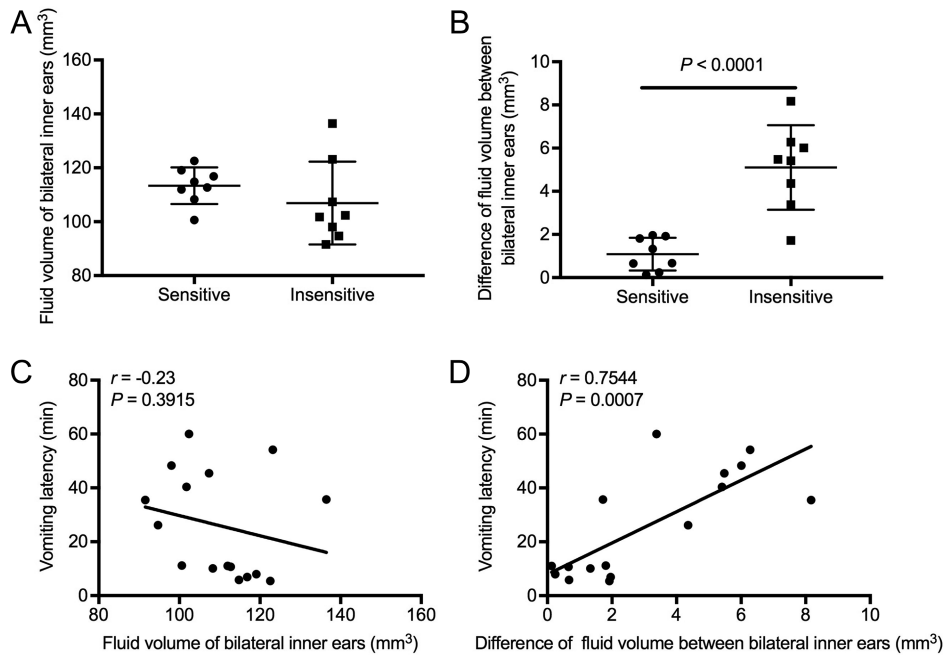 A
Fluid volume of bilateral inner ears (mm³)
160
140
120
100
80
Sensitive
Insensitive
B
Difference of fluid volume between
bilateral inner ears (mm³)
10
8
6
4
2
0
P < 0.0001
Sensitive
Insensitive
C
Vomiting latency (min)
80
60
40
20
0
r = -0.23
P = 0.3915
80
100
120
140
160
Fluid volume of bilateral inner ears (mm³)
D
Vomiting latency (min)
80
60
40
20
0
r = 0.7544
P = 0.0007
0
2
4
6
8
10
Difference of fluid volume between bilateral inner ears (mm³)